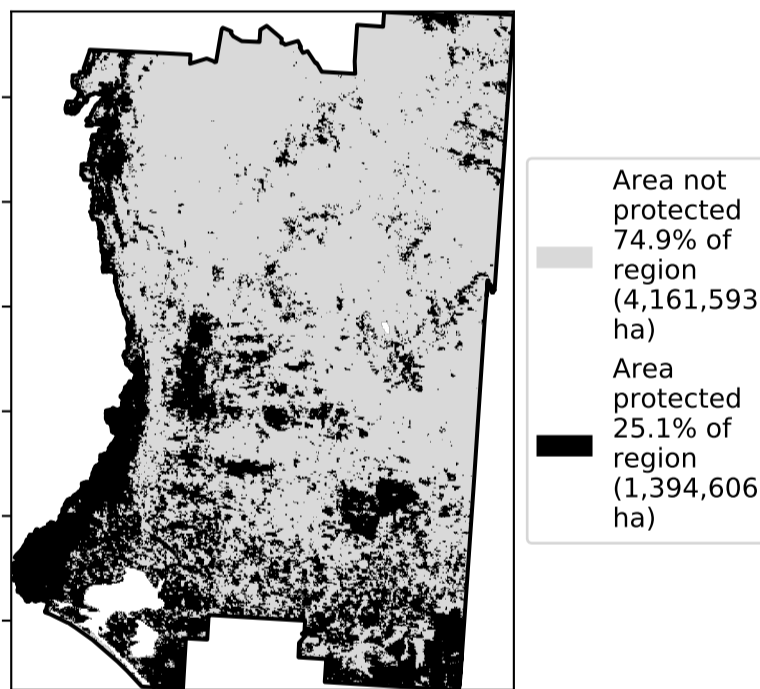 Area not
protected
74.9% of
region
(4,161,593
ha)
Area
protected
25.1% of
region
(1,394,606
ha)